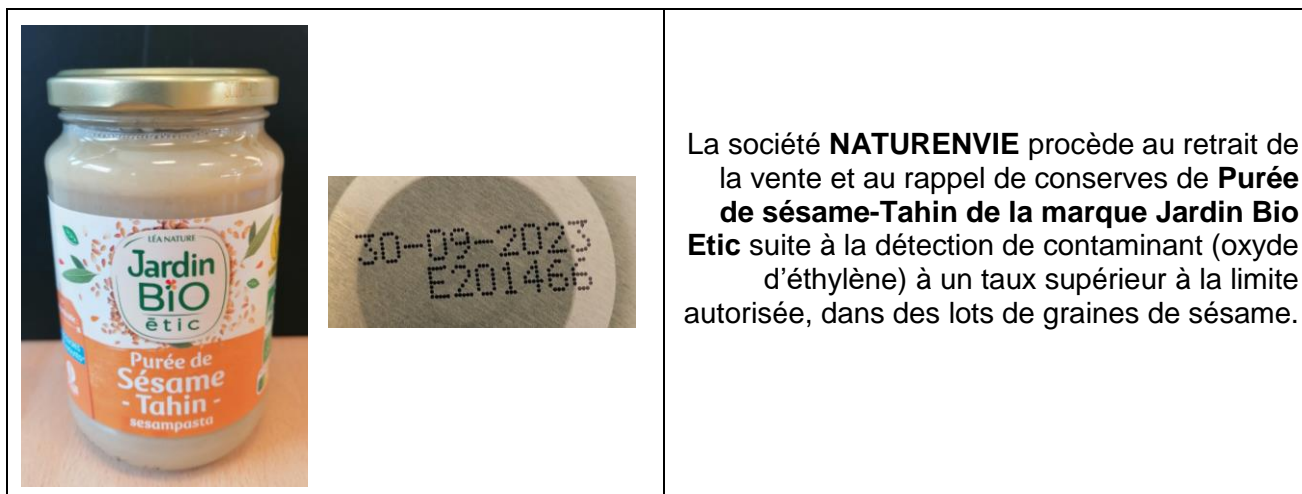 LÉA NATURE
Jardin
BiO
ētic
Purée de
Sésame
- Tahin -
sesampasta
30-09-2023
E201466
La société NATURENVIE procède au retrait de
la vente et au rappel de conserves de Purée
de sésame-Tahin de la marque Jardin Bio
Etic suite à la détection de contaminant (oxyde
d'éthylène) à un taux supérieur à la limite
autorisée, dans des lots de graines de sésame.